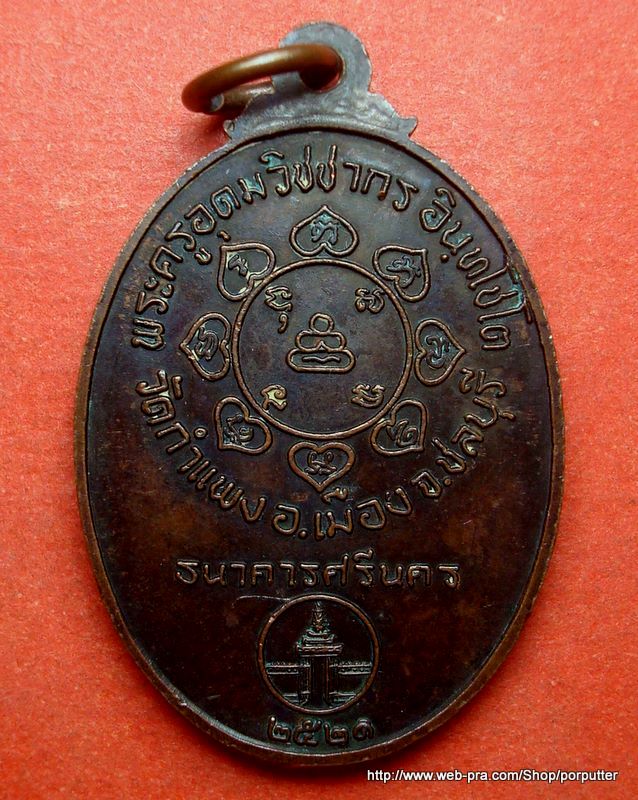 พระครูอุดมวิชชากร อินฺทโชโต
วัดกำแพง อ.เมือง จ.ชลบุรี
ธนาคารศรีนคร
๒๕๒๑
http://www.web-pra.com/Shop/porputter